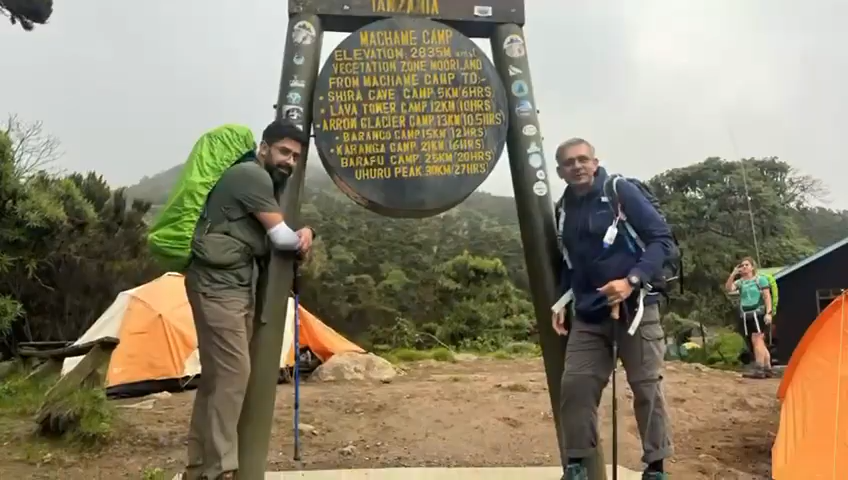 TANZANIA
MACHAME CAMP
ELEVATION: 2835M amsl
VEGETATION ZONE MOORLAND
FROM MACHAME CAMP TO:-
SHIRA CAVE CAMP 5KM 6HRS
• LAVA TOWER CAMP 12KM 10HRS
ARROW GLACIER CAMP 13KM 10.5HRS
• BARANCO CAMP 15KM 12HRS
• KARANGA CAMP 21KM 16HRS
• BARAFU CAMP 25KM 20HRS
UHURU PEAK 30KM 27HRS